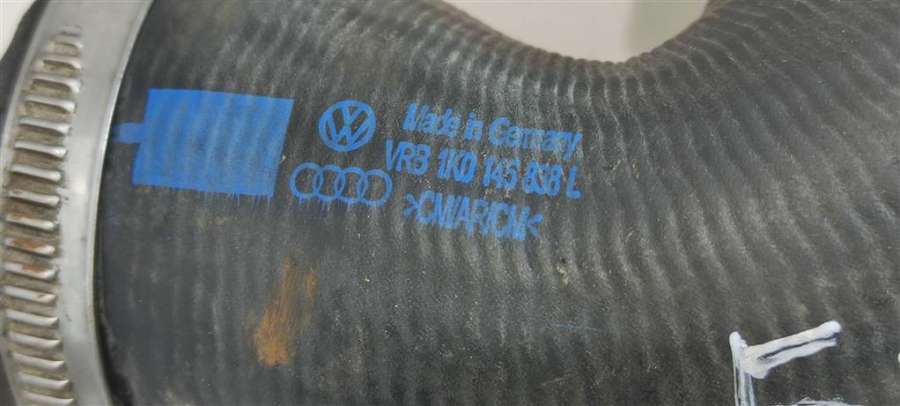 Made in Germany
VRB 1K0 145 838 L
>CM/AR/CM<